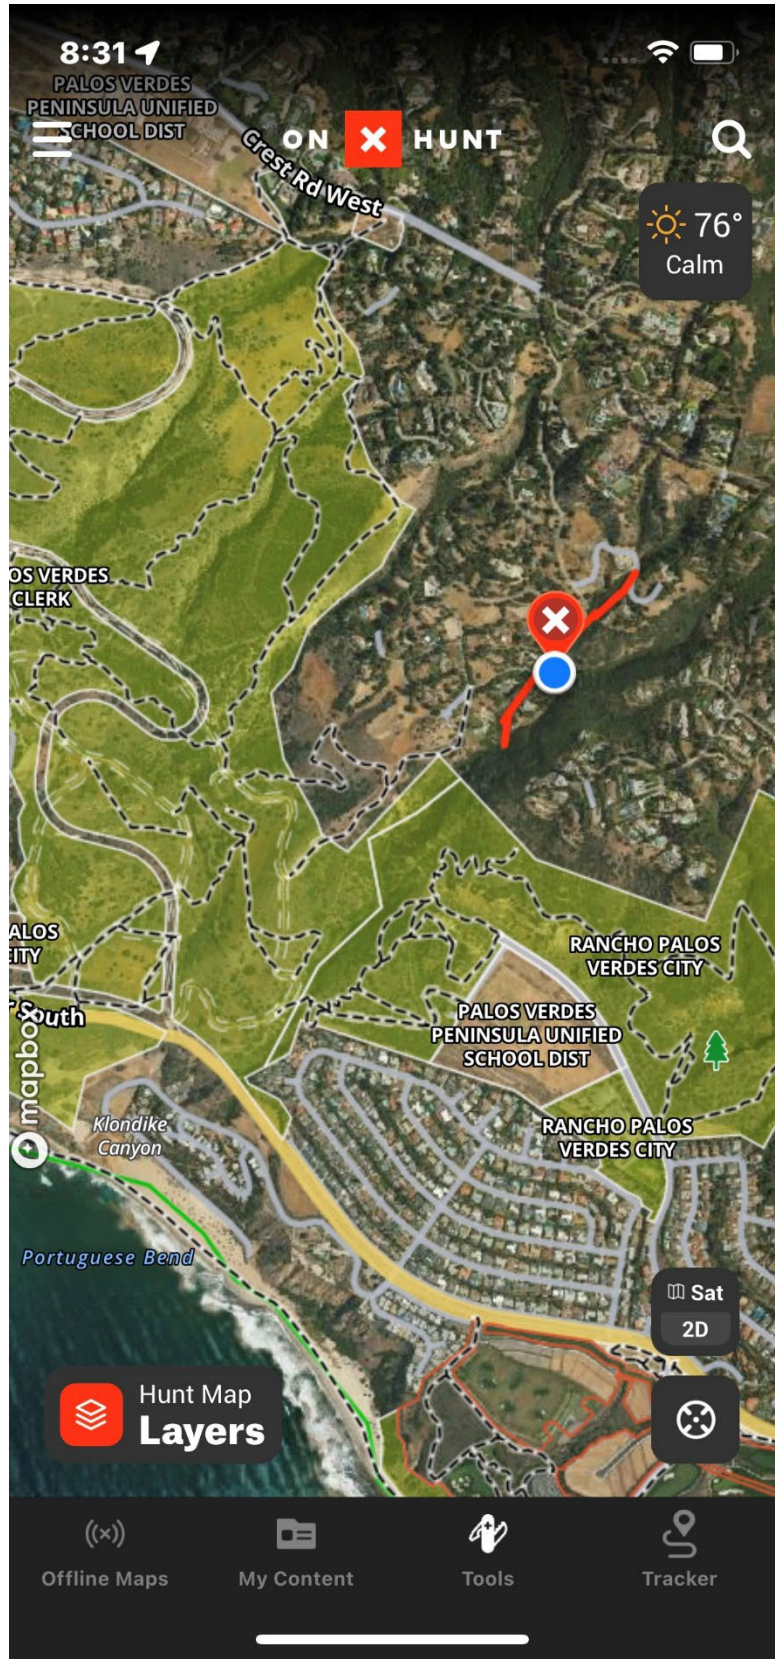 8:31
PALOS VERDES
PENINSULA UNIFIED
SCHOOL DIST
ON X HUNT
Crest Rd West
76°
Calm
OS VERDES
CLERK
ALOS
ITY
RANCHO PALOS
VERDES CITY
South
PALOS VERDES
PENINSULA UNIFIED
SCHOOL DIST
mapbox
Klondike
Canyon
RANCHO PALOS
VERDES CITY
Portuguese Bend
Sat
2D
Hunt Map
Layers
Offline Maps
My Content
Tools
Tracker